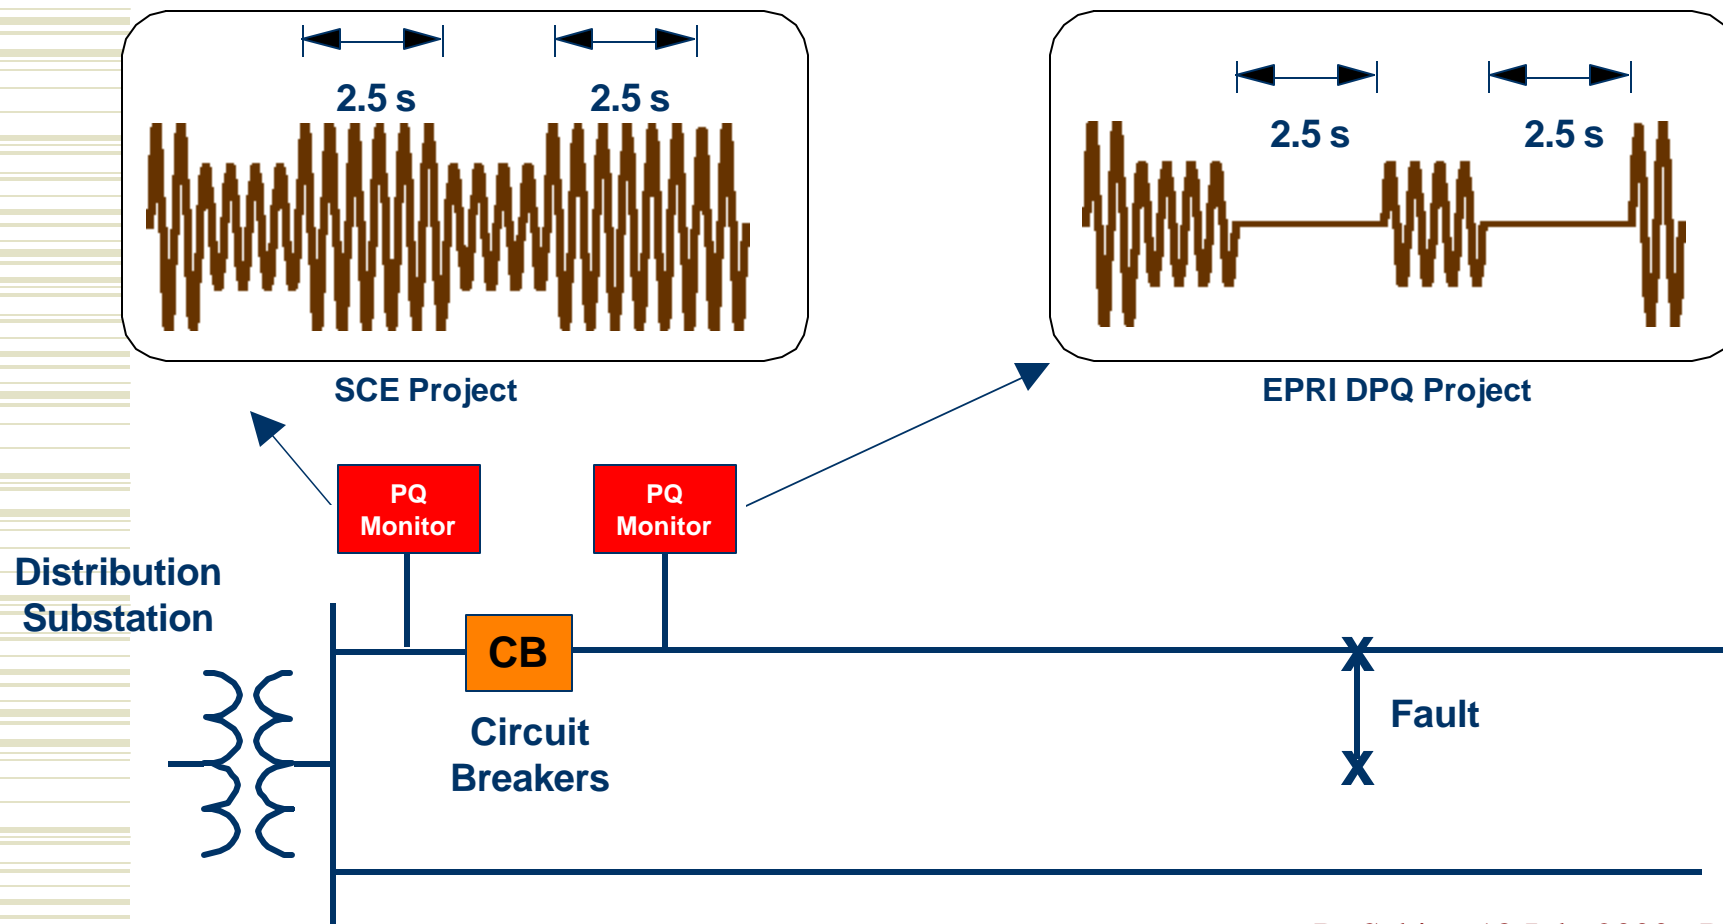 2.5 s
2.5 s
2.5 s
2.5 s
SCE Project
EPRI DPQ Project
PQ
Monitor
PQ
Monitor
Distribution
Substation
CB
Circuit
Breakers
X
Fault
X